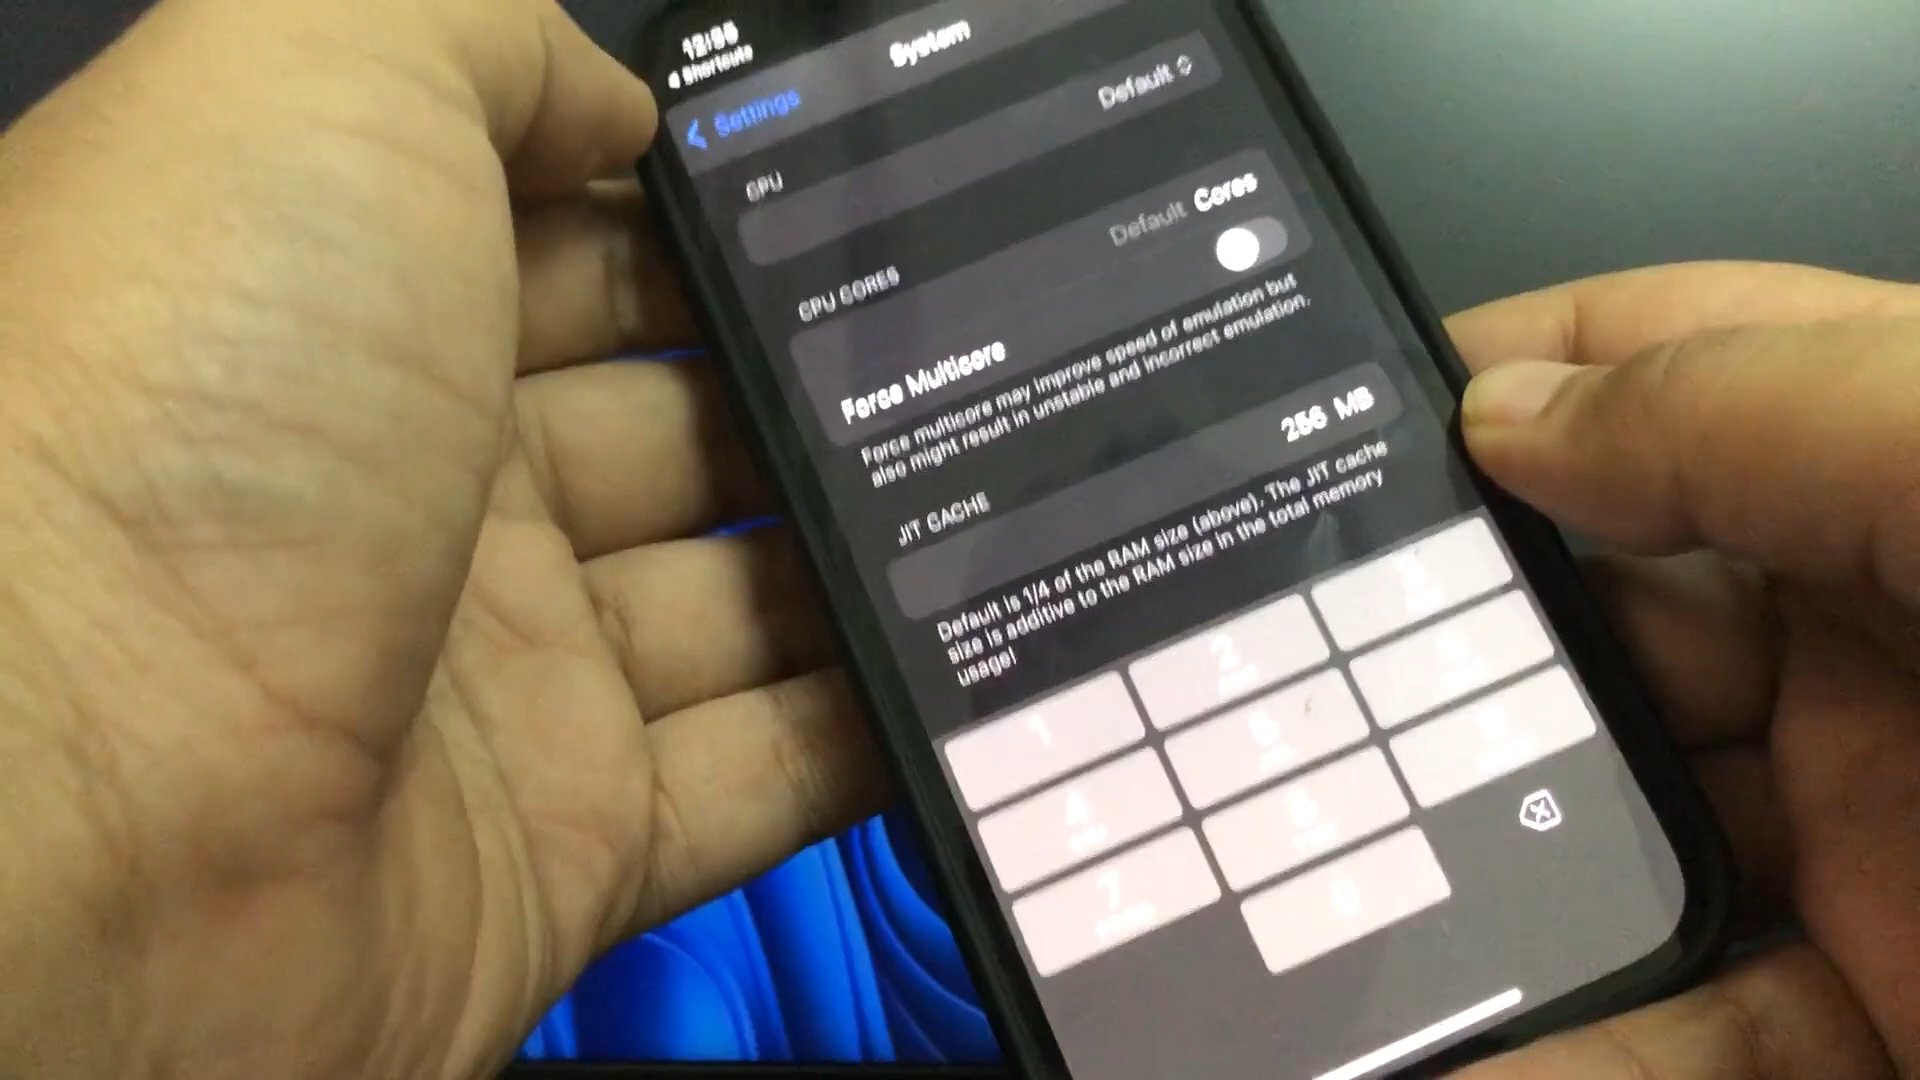 Shortcuts
System
Settings
Default
CPU
Default Cores
CPU CORES
Force Multicore
Force multicore may improve speed of emulation but
also might result in unstable and incorrect emulation.
256 MB
JIT CACHE
Default is 1/4 of the RAM size (above). The JIT cache
size is additive to the RAM size in the total memory
usage!
1
2
4
5
7
8
0